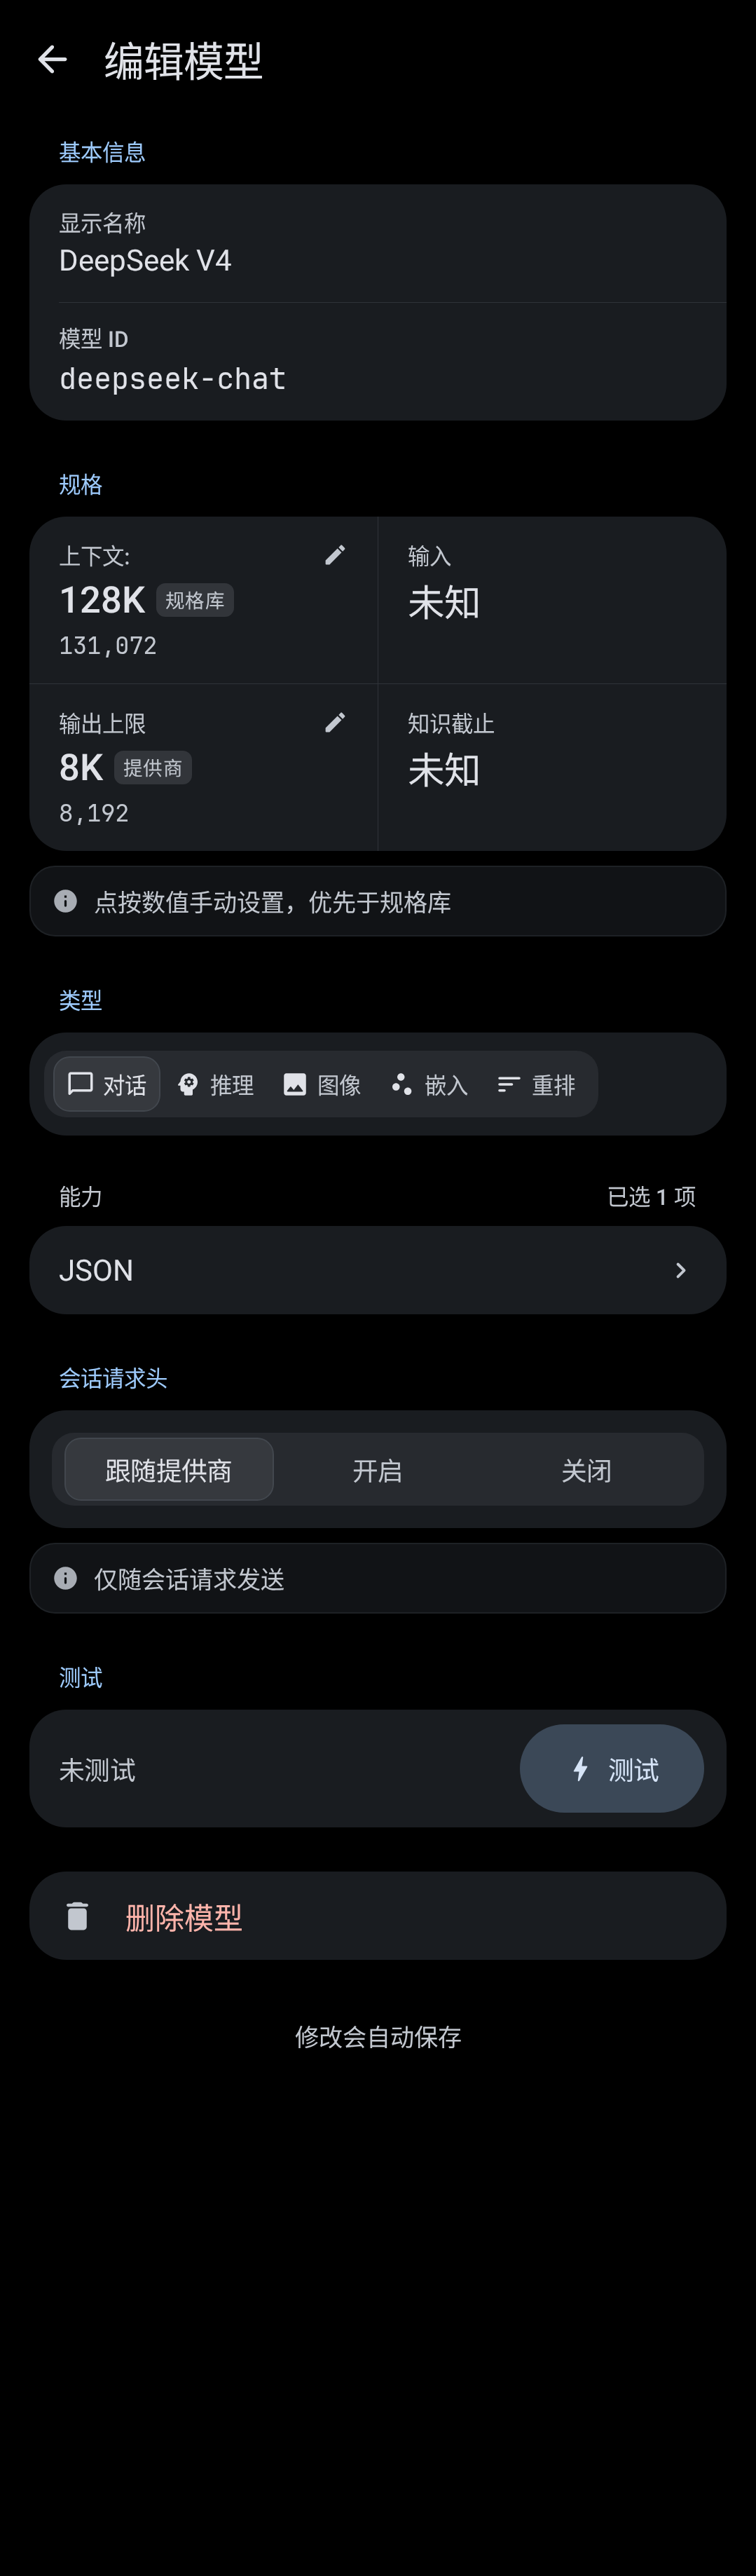 编辑模型
基本信息
显示名称
DeepSeek V4
模型 ID
deepseek-chat
规格
上下文:
128K 规格库
131,072
输入
未知
输出上限
8K 提供商
8,192
知识截止
未知
点按数值手动设置，优先于规格库
类型
对话 推理 图像 嵌入 重排
能力 已选 1 项
JSON
会话请求头
跟随提供商 开启 关闭
仅随会话请求发送
测试
未测试 测试
删除模型
修改会自动保存